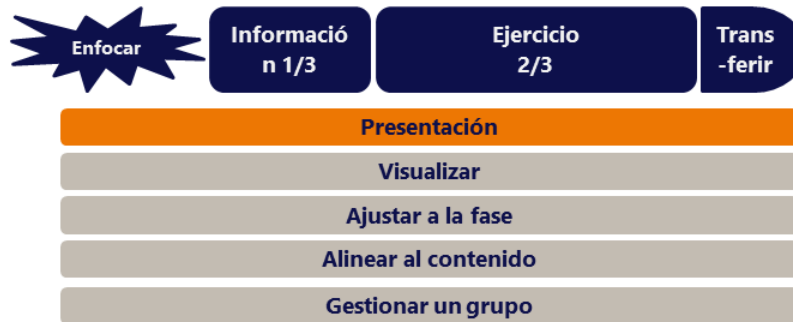 Enfocar
Informació
n 1/3
Ejercicio
2/3
Trans
-ferir
Presentación
Visualizar
Ajustar a la fase
Alinear al contenido
Gestionar un grupo